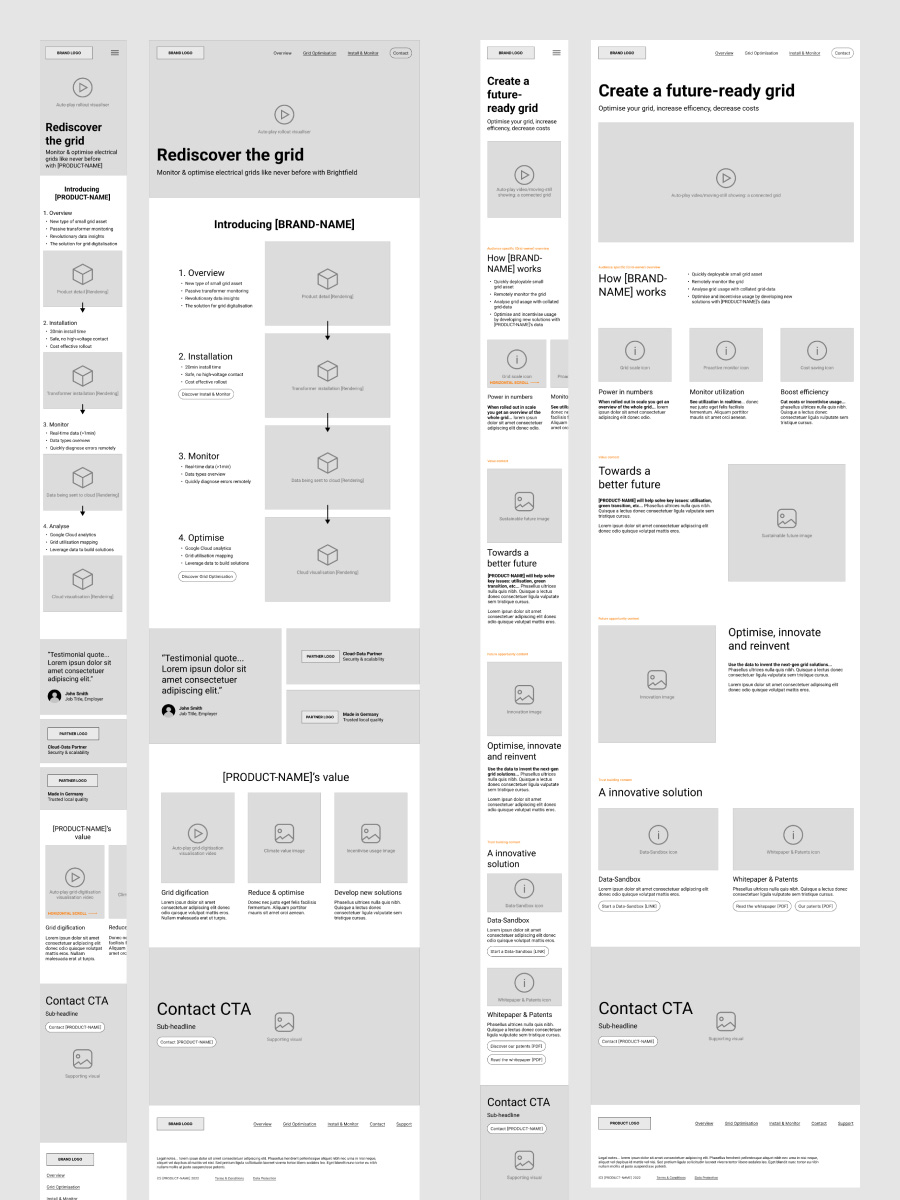 BRAND LOGO
Auto-play rollout visualiser
Rediscover
the grid
Monitor & optimise electrical
grids like never before
with [PRODUCT-NAME]
Introducing
[PRODUCT-NAME]
1. Overview
• New type of small grid asset
• Passive transformer monitoring
• Revolutionary data insights
• The solution for grid digitalisation
Product detail [Rendering]
2. Installation
• 20min install time
• Safe, no high-voltage contact
• Cost effective rollout
Transformer installation [Rendering]
3. Monitor
• Real-time data (<1min)
• Data types overview
• Quickly diagnose errors remotely
Data being sent to cloud [Rendering]
4. Analyse
• Google Cloud analytics
• Grid utilisation mapping
• Leverage data to build solutions
Cloud visualisation [Rendering]
"Testimonial quote...
Lorem ipsum dolor sit
amet consectetuer
adipiscing elit."
John Smith
Job Title, Employer
PARTNER LOGO
Cloud-Data Partner
Security & scalability
PARTNER LOGO
Made in Germany
Trusted local quality
[PRODUCT-NAME]'s
value
Auto-play grid-digitisation
visualisation video
HORIZONTAL SCROLL
Grid digification
Reduce
Lorem ipsum dolor sit amet
consectetuer adipiscing elit
donec odio quisque volutpat
mattis eros. Nullam
malesuada erat ut turpis.
Contact CTA
Sub-headline
Contact [PRODUCT-NAME]
Supporting visual
BRAND LOGO
Overview
Grid Optimisation
Install & Monitor
BRAND LOGO
Overview
Grid Optimisation
Install & Monitor
Contact
Auto-play rollout visualiser
Rediscover the grid
Monitor & optimise electrical grids like never before with Brightfield
Introducing [BRAND-NAME]
1. Overview
• New type of small grid asset
• Passive transformer monitoring
• Revolutionary data insights
• The solution for grid digitisation
Product detail [Rendering]
2. Installation
• 20min install time
• Safe, no high-voltage contact
• Cost effective rollout
Discover Install & Monitor
Transformer installation [Rendering]
3. Monitor
• Real-time data (<1min)
• Data types overview
• Quickly diagnose errors remotely
Data being sent to cloud [Rendering]
4. Optimise
• Google Cloud analytics
• Grid utilisation mapping
• Leverage data to build solutions
Discover Grid Optimisation
Cloud visualisation [Rendering]
"Testimonial quote...
Lorem ipsum dolor sit
amet consectetuer
adipiscing elit."
John Smith
Job Title, Employer
PARTNER LOGO
Cloud-Data Partner
Security & scalability
PARTNER LOGO
Made in Germany
Trusted local quality
[PRODUCT-NAME]'s value
Auto-play grid-digitisation
visualisation video
Climate value image
Incentivise usage image
Grid digification
Lorem ipsum dolor sit amet
consectetuer adipiscing elit
donec odio quisque volutpat
mattis eros.
Nullam malesuada erat ut turpis.
Reduce & optimise
Donec nec justo eget felis facilisis
fermentum. Aliquam porttitor
mauris sit amet orci aenean.
Develop new solutions
Phasellus ultrices nulla quis nibh.
Quisque a lectus donec
consectetuer ligula vulputate sem
tristique cursus.
Contact CTA
Sub-headline
Contact [PRODUCT-NAME]
Supporting visual
BRAND LOGO
Overview
Grid Optimisation
Install & Monitor
Contact
Support
Terms & Conditions
Data Protection
BRAND LOGO
Create a
future-
ready grid
Optimise your grid, increase
efficency, decrease costs
Auto-play video/moving still
showing: a connected grid
How [BRAND-
NAME] works
• Quickly deployable small
grid asset
• Remotely monitor the grid
• Analyse grid usage with collated
grid-data
• Optimise and incentivise usage
by developing new
solutions with
[PRODUCT]'s data
Grid scale icon
HORIZONTAL SCROLL
Power in numbers
When rolled out in scale
you get an overview of
the whole grid... lorem
ipsum dolor sit amet
consectetuer adipiscing elit.
Sustainable future image
Towards a
better future
[PRODUCT-NAME] will help solve
key issues: utilisation, green
transition, etc... Phasellus ultrices
nulla quis nibh. Quisque a lectus
donec consectetuer ligula vulputate
sem tristique cursus.
Lorem ipsum dolor sit amet,
consectetuer adipiscing elit.
Innovation image
Optimise, innovate
and reinvent
Use the data to invent the next-gen
grid solutions... Phasellus ultrices
nulla quis nibh. Quisque a lectus
donec consectetuer ligula vulputate
sem tristique cursus.
Lorem ipsum dolor sit amet,
consectetuer adipiscing elit.
A innovative
solution
Data-Sandbox icon
Data-Sandbox
Lorem ipsum dolor sit amet
consectetuer adipiscing elit
donec odio quisque.
Start a Data-Sandbox [LINK]
Whitepaper & Patents icon
Whitepaper & Patents
Phasellus ultrices nulla quis nibh.
Quisque a lectus donec consectetuer
ligula vulputate sem tristique cursus.
Discover our patents [PDF]
Read the whitepaper [PDF]
Contact CTA
Sub-headline
Contact [PRODUCT-NAME]
Supporting visual
BRAND LOGO
Overview
Grid Optimisation
Install & Monitor
Contact
Create a future-ready grid
Optimise your grid, increase efficency, decrease costs
Auto-play video/moving-still
showing: a connected grid
How [BRAND-
NAME] works
• Quickly deployable small grid asset
• Remotely monitor the grid
• Analyse grid usage with collated grid-data
• Optimise and incentivise usage by developing new
solutions with [PRODUCT]'s data
Grid scale icon
Proactive monitor icon
Cost saving icon
Power in numbers
When rolled out in scale you get an
overview of the whole grid... lorem
ipsum dolor sit amet consectetuer
adipiscing elit.
Monitor utilization
See utilization in realtime... donec
nec justo eget felis facilisis
fermentum. Aliquam porttitor
mauris sit amet orci aenean.
Boost efficiency
Cut costs or incentivise usage...
phasellus ultrices nulla quis nibh.
Quisque a lectus donec
consectetuer ligula vulputate sem
tristique cursus.
Towards a
better future
[PRODUCT-NAME] will help solve key issues: utilisation,
green transition, etc... Phasellus ultrices nulla quis nibh.
Quisque a lectus donec consectetuer ligula vulputate sem
tristique cursus.
Lorem ipsum dolor sit amet, consectetuer adipiscing elit.
Sustainable future image
Innovation image
Optimise, innovate
and reinvent
Use the data to invent the next-gen grid solutions...
Phasellus ultrices nulla quis nibh. Quisque a lectus donec
consectetuer ligula vulputate sem tristique cursus.
Lorem ipsum dolor sit amet, consectetuer adipiscing elit.
A innovative solution
Data-Sandbox icon
Whitepaper & Patents icon
Data-Sandbox
Lorem ipsum dolor sit amet consectetuer adipiscing elit
donec odio quisque volutpat mattis eros.
Start a Data-Sandbox [LINK]
Whitepaper & Patents
Phasellus ultrices nulla quis nibh. Quisque a lectus donec
consectetuer ligula vulputate sem tristique cursus.
Read the whitepaper [PDF]
Our patents [PDF]
Contact CTA
Sub-headline
Contact [PRODUCT-NAME]
Supporting visual
PRODUCT LOGO
Overview
Grid Optimisation
Install & Monitor
Contact
Support
Terms & Conditions
Data Protection